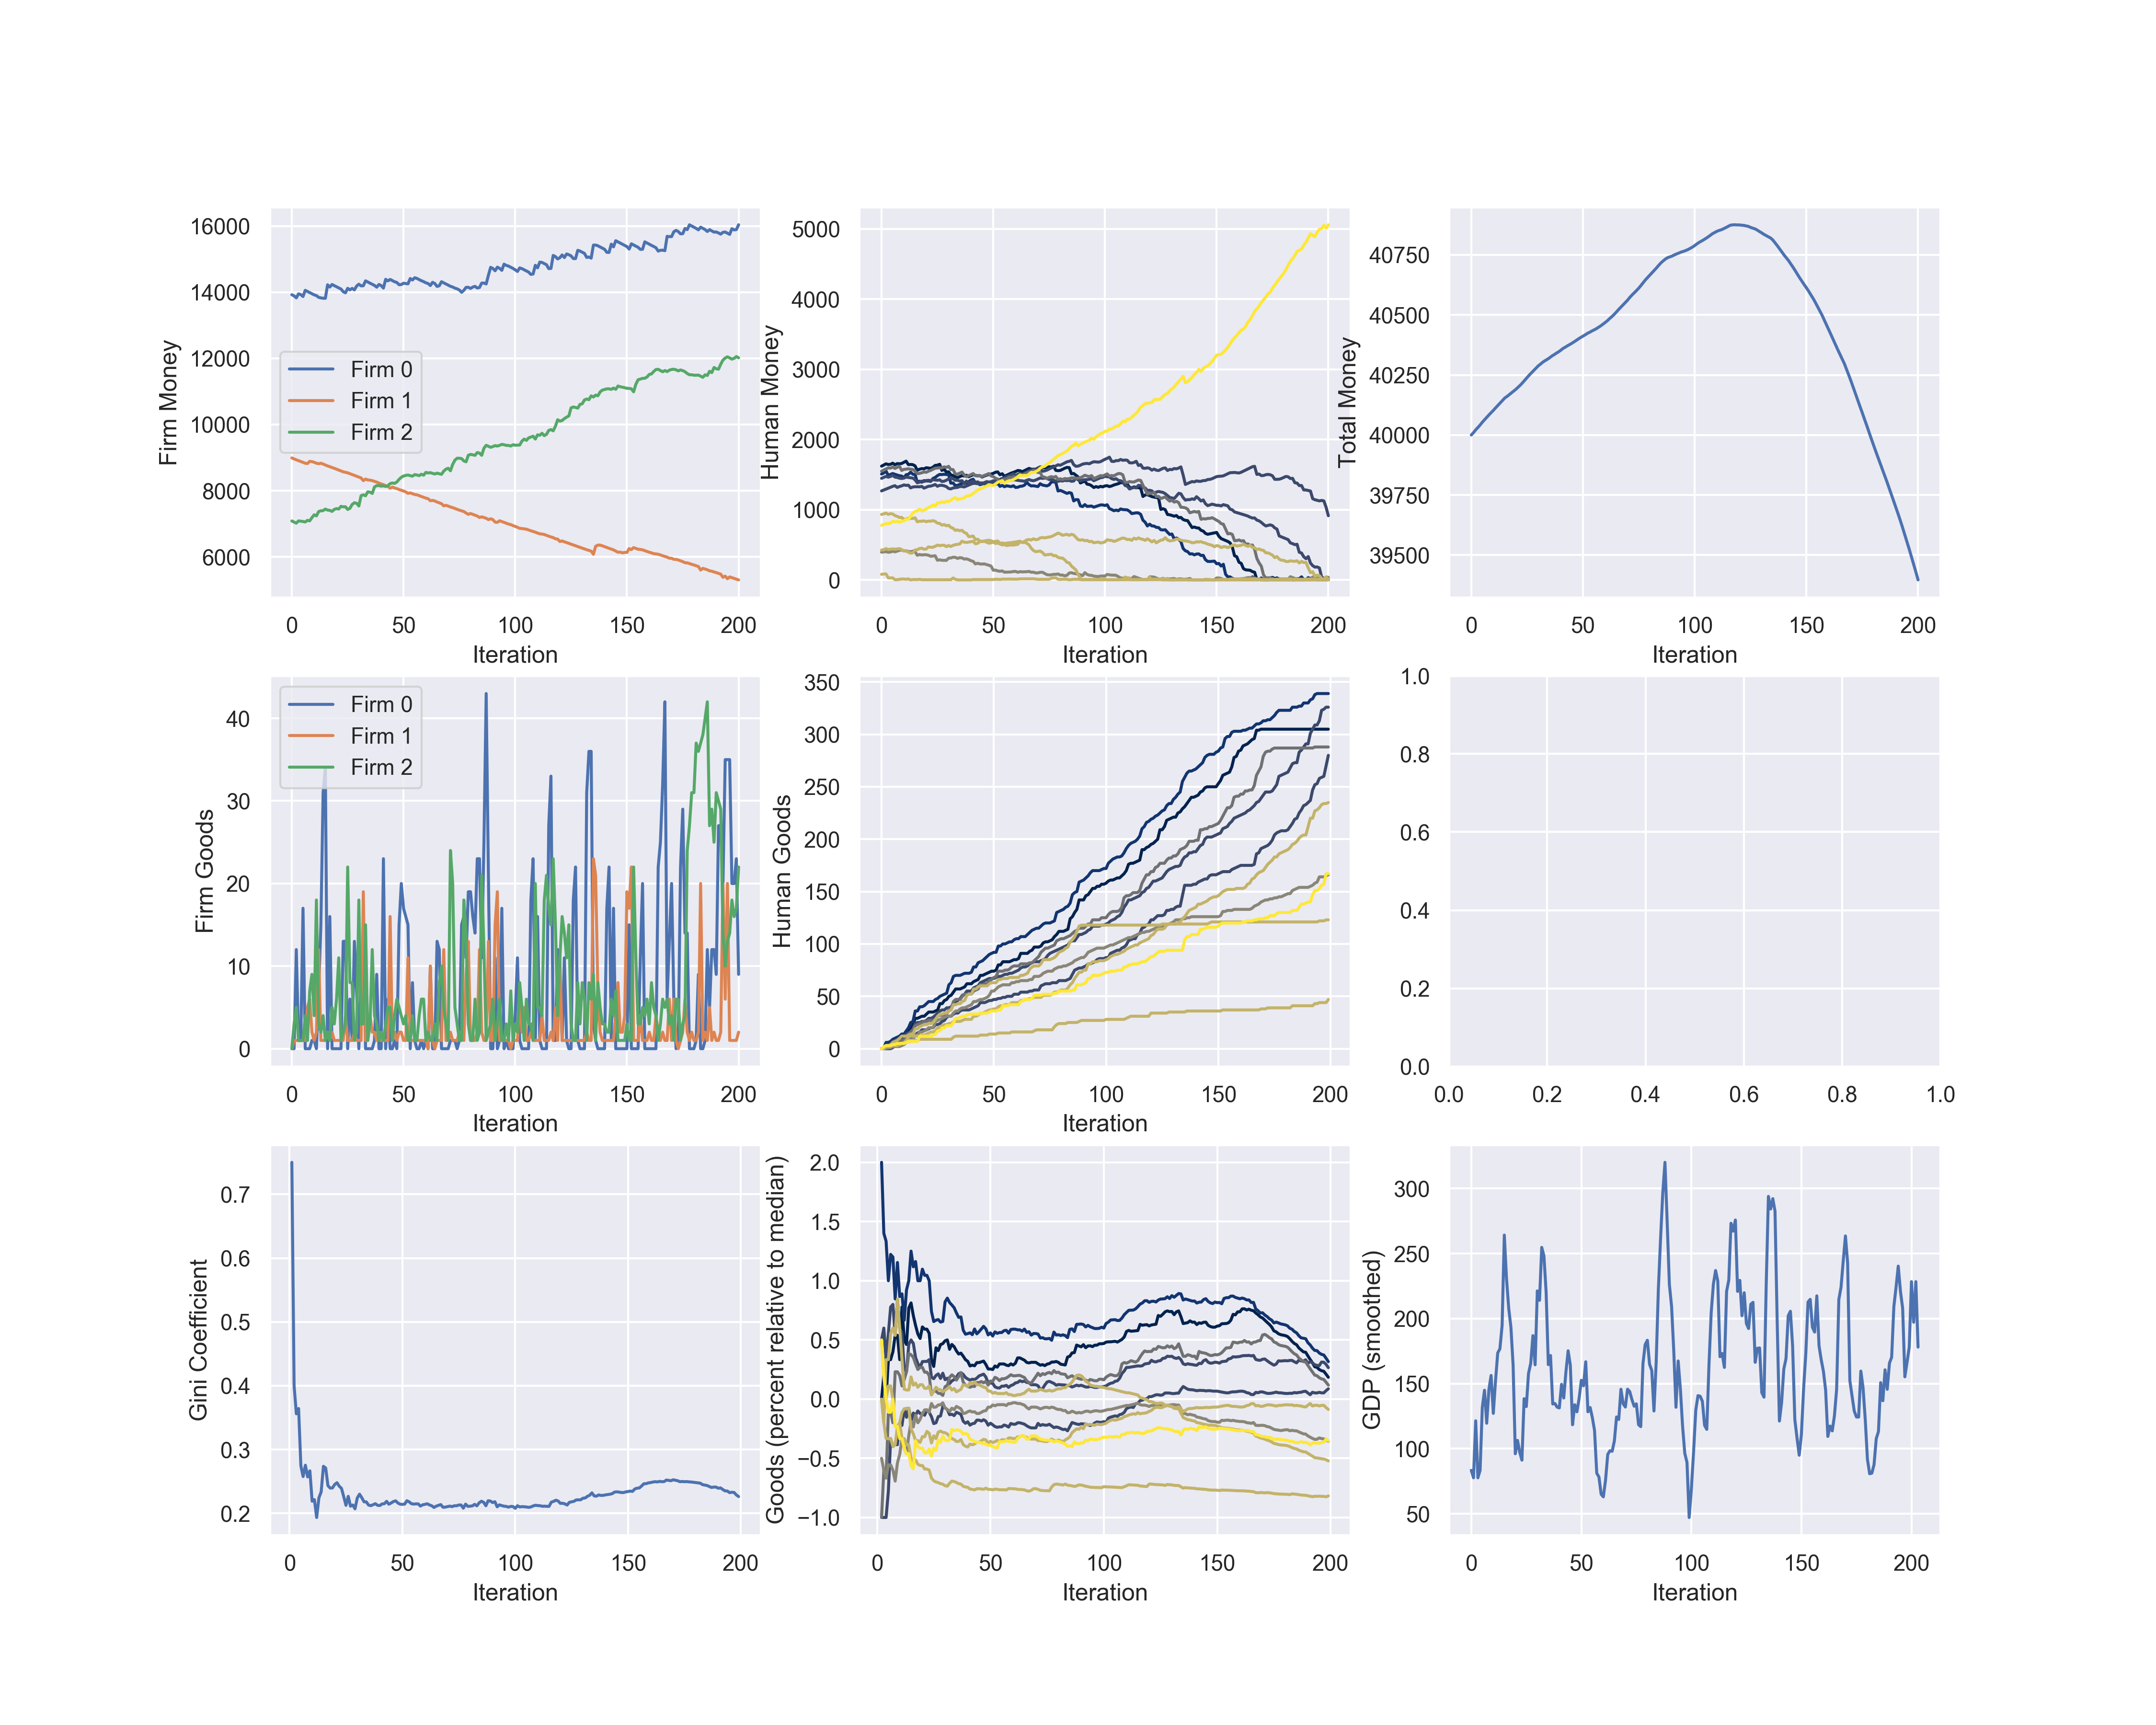 16000
14000
12000
10000
8000
6000
Firm Money
Firm 0
Firm 1
Firm 2
0 50 100 150 200
Iteration
5000
4000
3000
2000
1000
0
Human Money
0 50 100 150 200
Iteration
40750
40500
40250
40000
39750
39500
Total Money
0 50 100 150 200
Iteration
40
30
20
10
0
Firm Goods
Firm 0
Firm 1
Firm 2
0 50 100 150 200
Iteration
350
300
250
200
150
100
50
0
Human Goods
0 50 100 150 200
Iteration
1.0
0.8
0.6
0.4
0.2
0.0
0.0 0.2 0.4 0.6 0.8 1.0
0.7
0.6
0.5
0.4
0.3
0.2
Gini Coefficient
0 50 100 150 200
Iteration
2.0
1.5
1.0
0.5
0.0
−0.5
−1.0
Goods (percent relative to median)
0 50 100 150 200
Iteration
300
250
200
150
100
50
GDP (smoothed)
0 50 100 150 200
Iteration